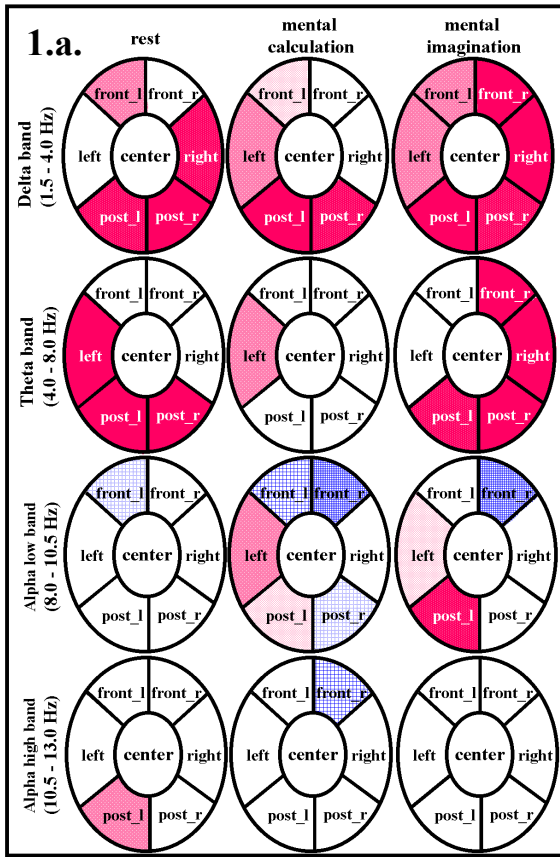 1.a.
rest
mental
calculation
mental
imagination
Delta band
(1.5 - 4.0 Hz)
front_l front_r
left center right
post_l post_r
front_l front_r
left center right
post_l post_r
front_l front_r
left center right
post_l post_r
Theta band
(4.0 - 8.0 Hz)
front_l front_r
left center right
post_l post_r
front_l front_r
left center right
post_l post_r
front_l front_r
left center right
post_l post_r
Alpha low band
(8.0 - 10.5 Hz)
front_l front_r
left center right
post_l post_r
front_l front_r
left center right
post_l post_r
front_l front_r
left center right
post_l post_r
Alpha high band
(10.5 - 13.0 Hz)
front_l front_r
left center right
post_l post_r
front_l front_r
left center right
post_l post_r
front_l front_r
left center right
post_l post_r